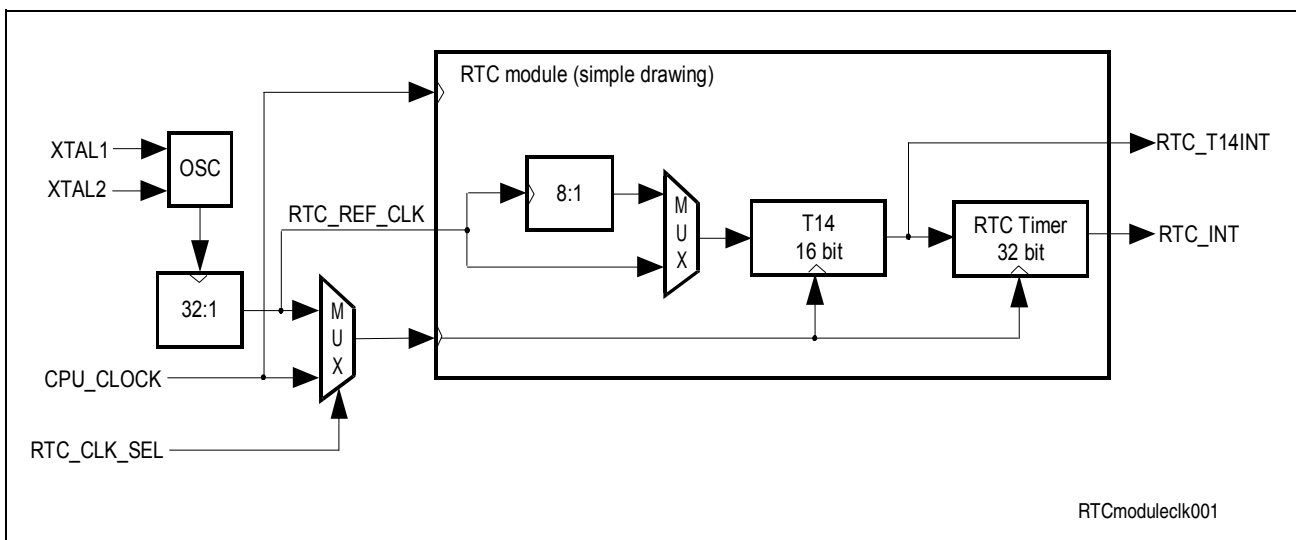 RTC module (simple drawing)
XTAL1
XTAL2
OSC
RTC_REF_CLK
8:1
M
U
X
T14
16 bit
RTC Timer
32 bit
RTC_T14INT
RTC_INT
32:1
M
U
X
CPU_CLOCK
RTC_CLK_SEL
RTCmoduleclk001